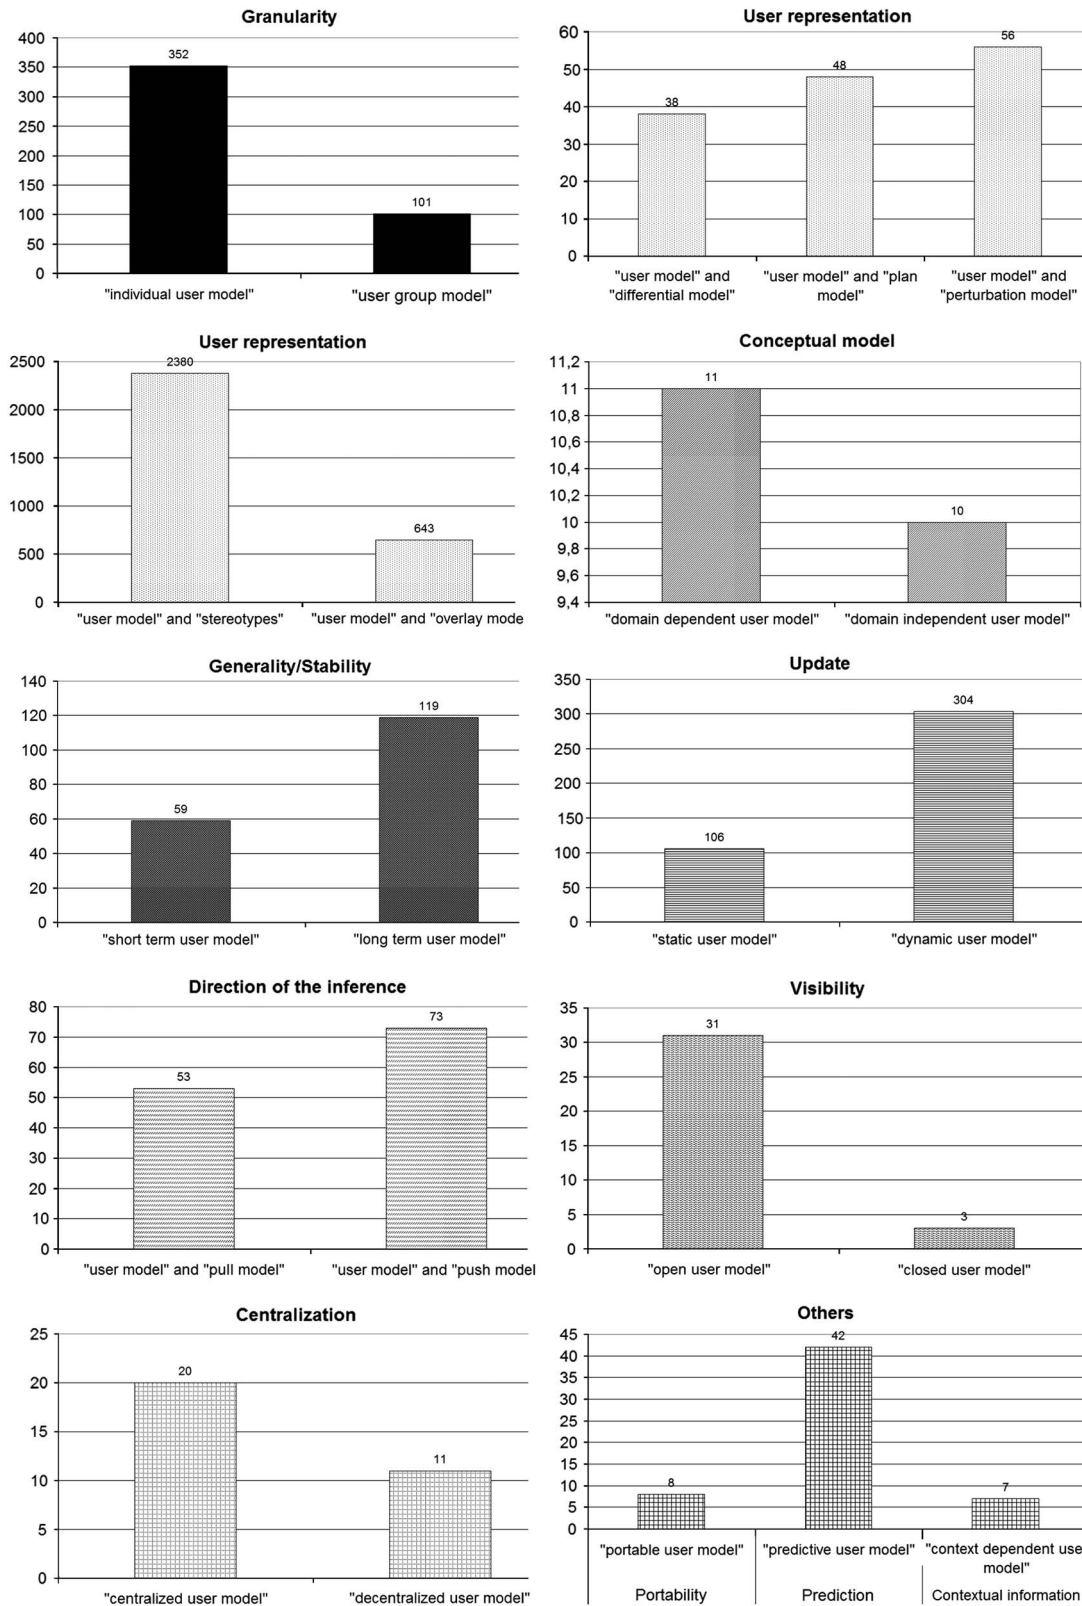 Granularity
400
350
300
250
200
150
100
50
0
352
101
"individual user model"
"user group model"
User representation
60
50
40
30
20
10
0
38
48
56
"user model" and
"differential model"
"user model" and "plan
model"
"user model" and
"perturbation model"
User representation
2500
2000
1500
1000
500
0
2380
643
"user model" and "stereotypes"
"user model" and "overlay mode
Conceptual model
11,2
11
10,8
10,6
10,4
10,2
10
9,8
9,6
9,4
11
10
"domain dependent user model"
"domain independent user model"
Generality/Stability
140
120
100
80
60
40
20
0
59
119
"short term user model"
"long term user model"
Update
350
300
250
200
150
100
50
0
106
304
"static user model"
"dynamic user model"
Direction of the inference
80
70
60
50
40
30
20
10
0
53
73
"user model" and "pull model"
"user model" and "push model
Visibility
35
30
25
20
15
10
5
0
31
3
"open user model"
"closed user model"
Centralization
25
20
15
10
5
0
20
11
"centralized user model"
"decentralized user model"
Others
45
40
35
30
25
20
15
10
5
0
8
42
7
"portable user model"
"predictive user model"
"context dependent use
model"
Portability
Prediction
Contextual information